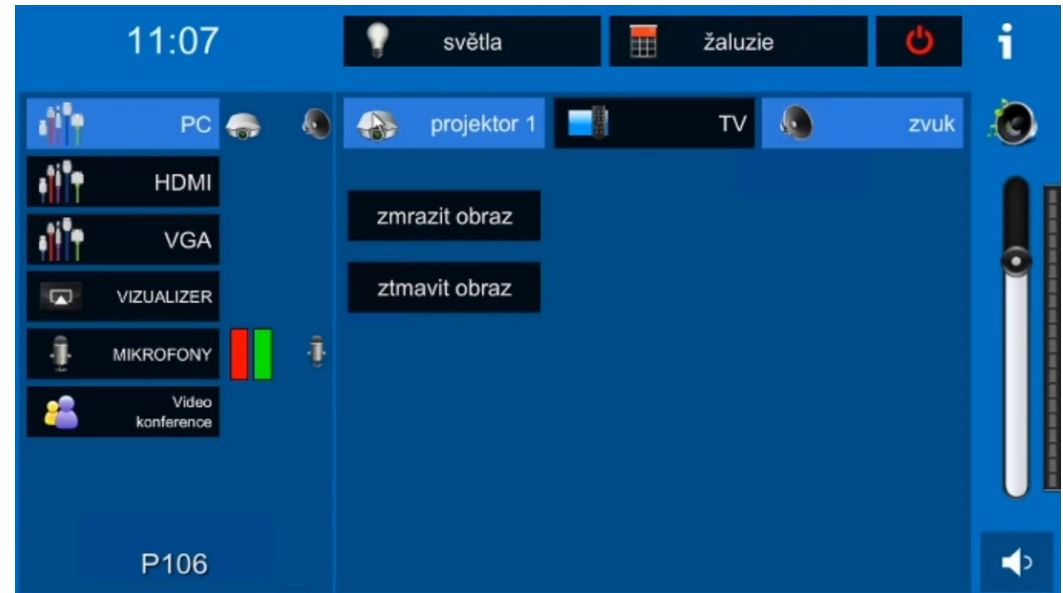 11:07
světla
žaluzie
PC
projektor 1
TV
zvuk
HDMI
VGA
VIZUALIZER
MIKROFONY
Video
konference
zmrazit obraz
ztmavit obraz
P106